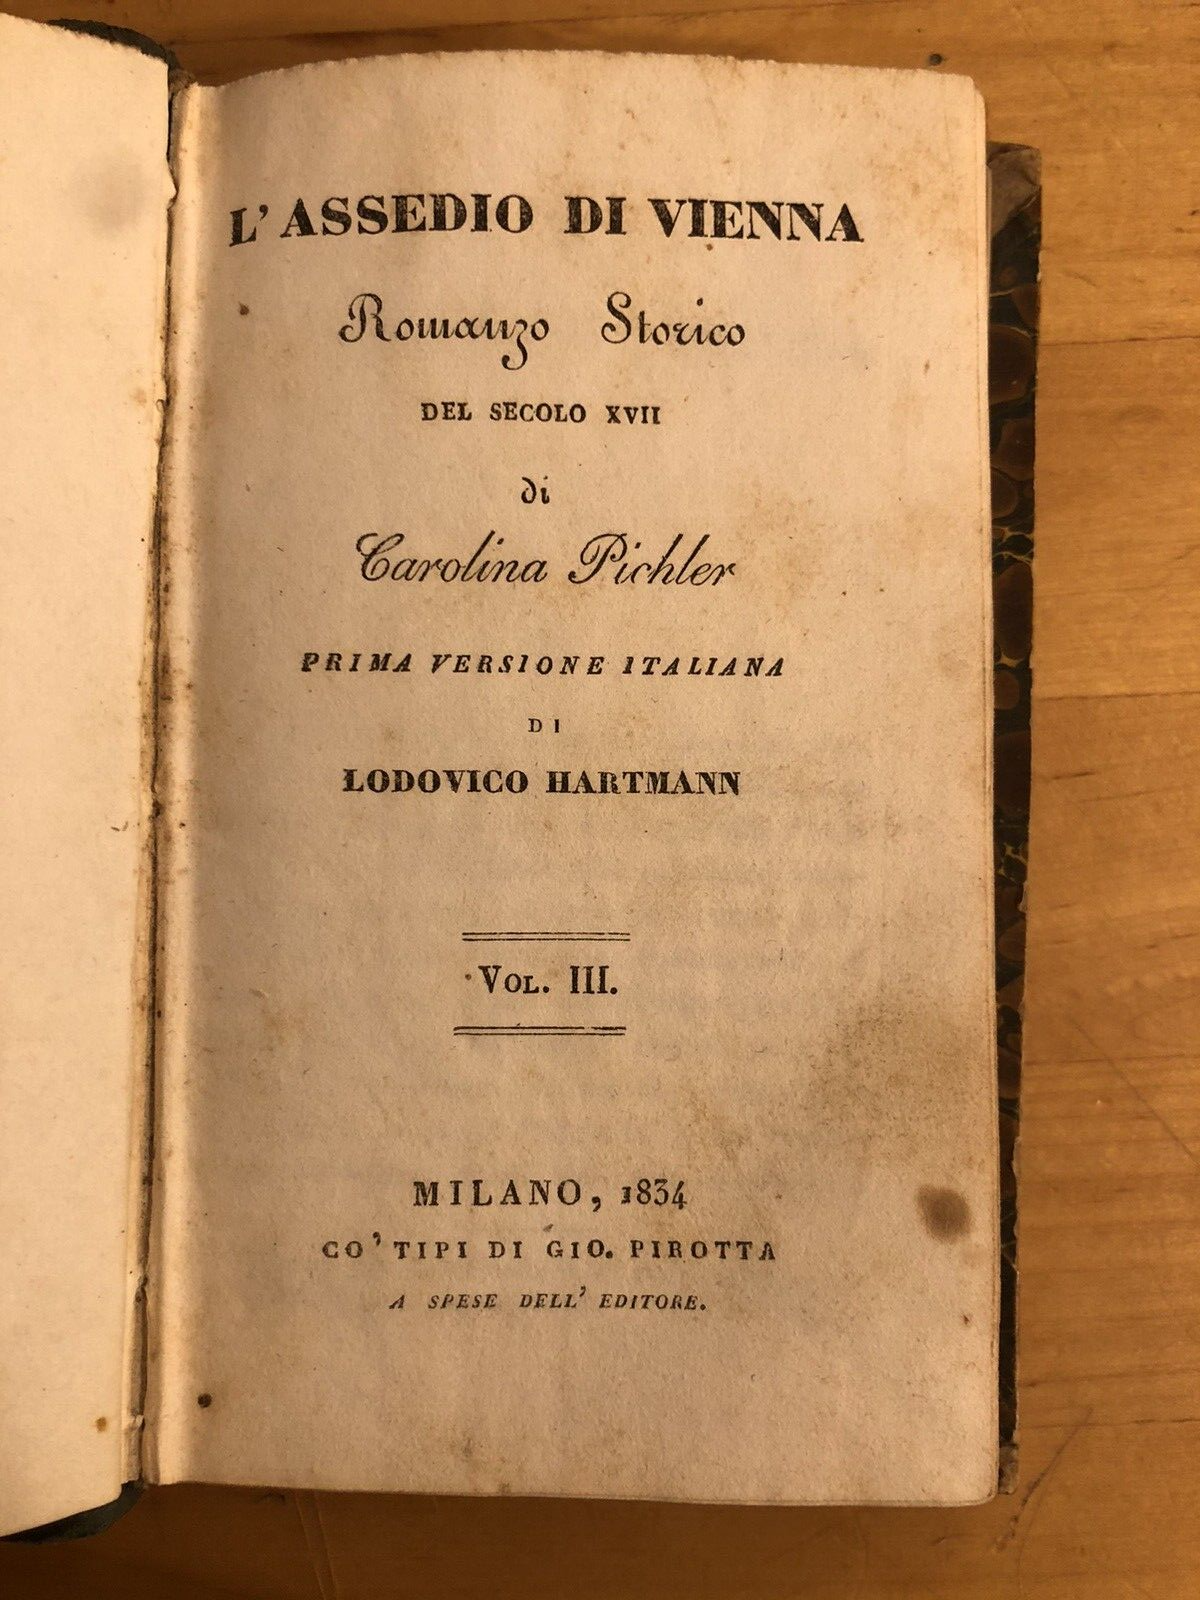 L'ASSEDIO DI VIENNA
Romanzo Storico
DEL SECOLO XVII
di
Carolina Pichler
PRIMA VERSIONE ITALIANA
DI
LODOVICO HARTMANN
VOL. III.
MILANO, 1834
CO' TIPI DI GIO. PIROTTA
A SPESE DELL' EDITORE.